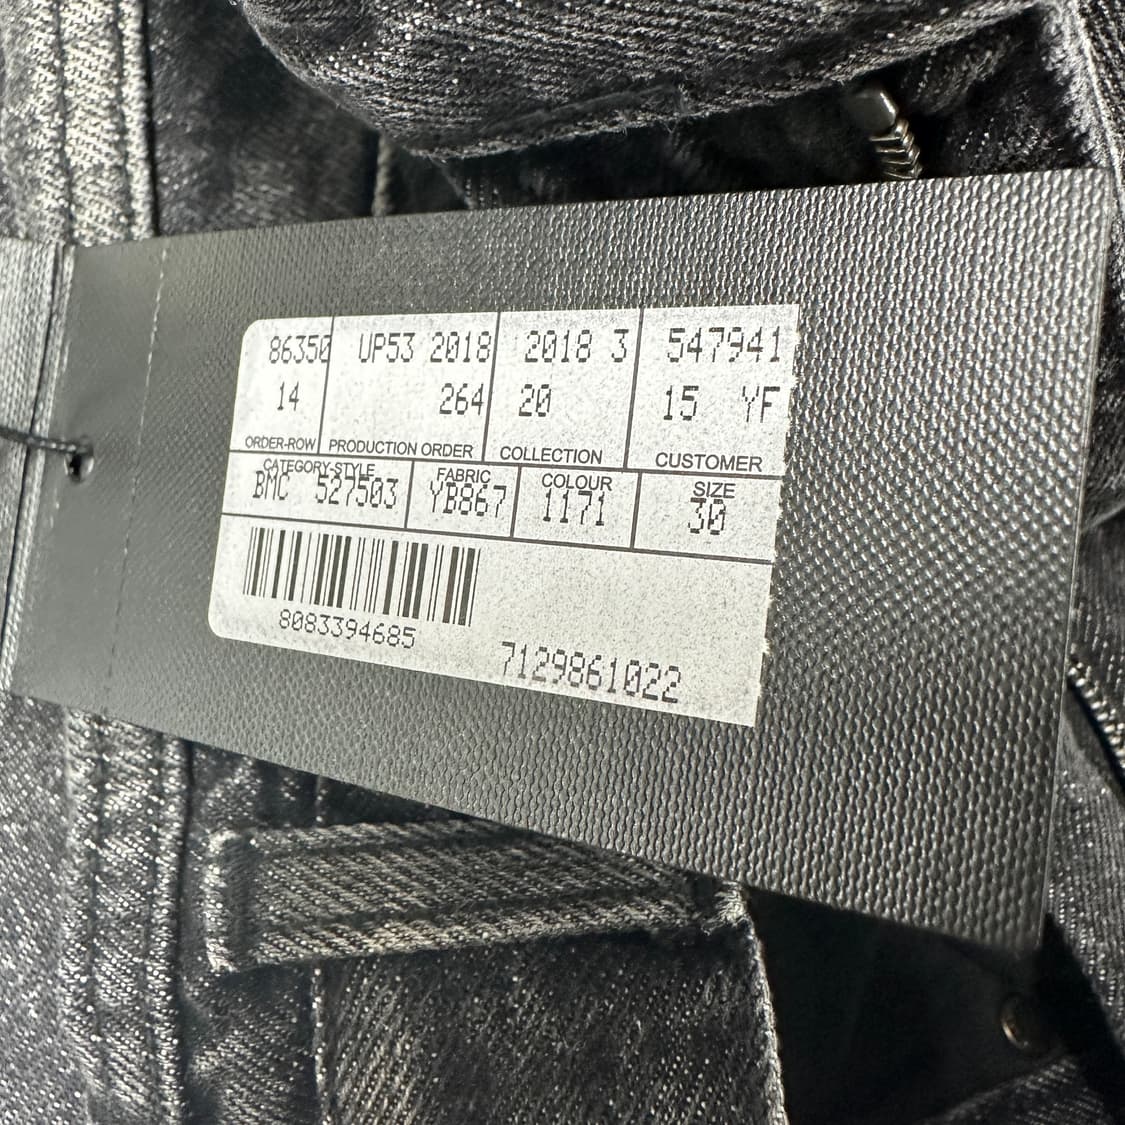 86350 UP53 2018 2018 3 547941
14 264 20 15 YF
ORDER-ROW PRODUCTION ORDER COLLECTION CUSTOMER
CATEGORY-STYLE FABRIC COLOUR SIZE
BMC 527503 YB867 1171 30
8083394685
7129861022